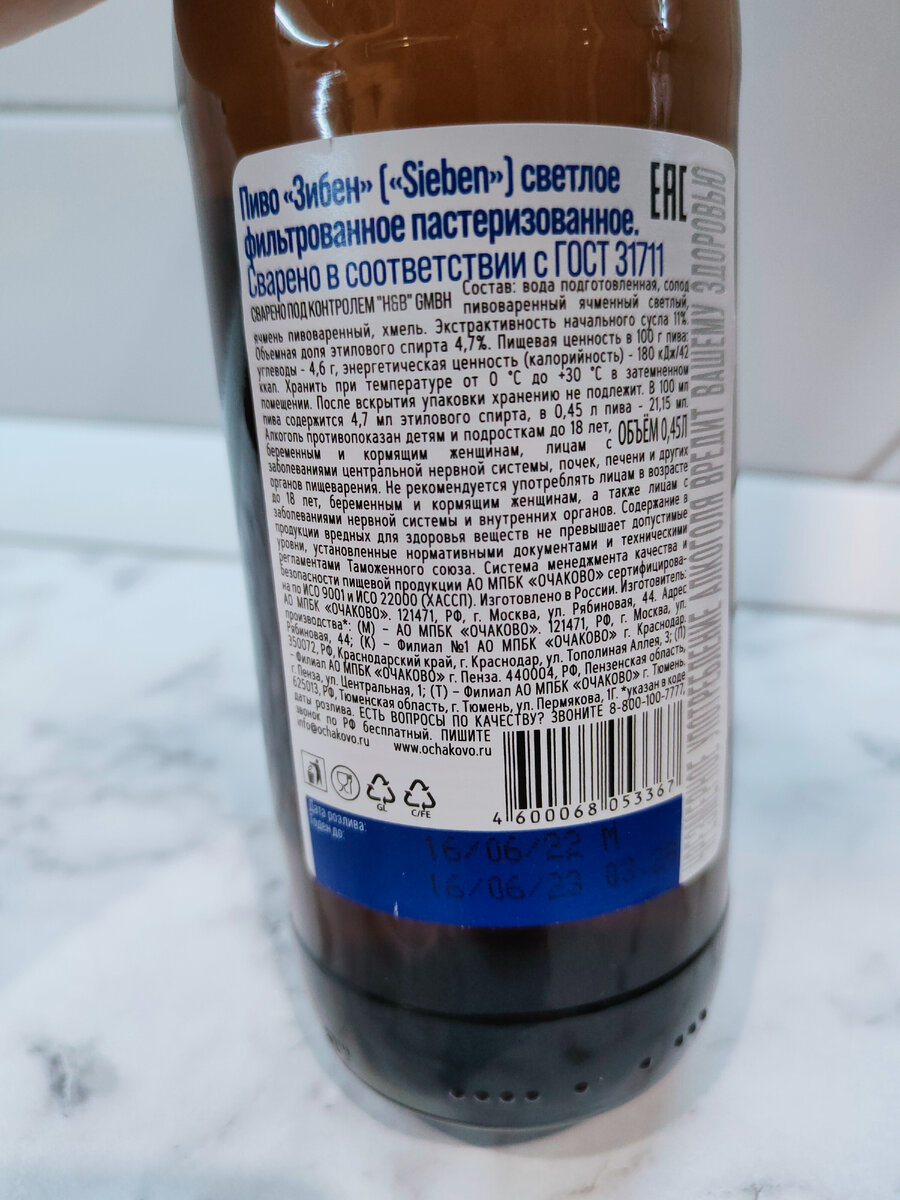 Пиво «Зибен» («Sieben») светлое
фильтрованное пастеризованное.
Сварено в соответствии с ГОСТ 31711
EAC
СВАРЕНО ПОД КОНТРОЛЕМ "H&B" GMBH
Состав: вода подготовленная, солод
пивоваренный ячменный светлый,
ячмень пивоваренный, хмель. Экстрактивность начального сусла 11%.
Объемная доля этилового спирта 4,7%. Пищевая ценность в 100 г пива:
углеводы - 4,6 г, энергетическая ценность (калорийность) - 180 кДж/42
ккал. Хранить при температуре от 0 °С до +30 °С в затемненном
помещении. После вскрытия упаковки хранению не подлежит. В 100 мл
пива содержится 4,7 мл этилового спирта, в 0,45 л пива - 21,15 мл.
Алкоголь противопоказан детям и подросткам до 18 лет,
беременным и кормящим женщинам, лицам с
ОБЪЁМ 0,45Л
заболеваниями центральной нервной системы, почек, печени и других
органов пищеварения. Не рекомендуется употреблять лицам в возрасте
до 18 лет, беременным и кормящим женщинам, а также лицам с
заболеваниями нервной системы и внутренних органов. Содержание в
продукции вредных для здоровья веществ не превышает допустимые
уровни, установленные нормативными документами и техническими
регламентами Таможенного союза. Система менеджмента качества и
безопасности пищевой продукции АО МПБК «ОЧАКОВО» сертифицирова-
на по ИСО 9001 и ИСО 22000 (ХАССП). Изготовлено в России. Изготовитель:
АО МПБК «ОЧАКОВО». 121471, РФ, г. Москва, ул. Рябиновая, 44. Адрес
производства*: (М) - АО МПБК «ОЧАКОВО». 121471, РФ, г. Москва, ул.
Рябиновая, 44; (К) - Филиал №1 АО МПБК «ОЧАКОВО» г. Краснодар.
350072, РФ, Краснодарский край, г. Краснодар, ул. Тополиная Аллея, 3; (П)
- Филиал АО МПБК «ОЧАКОВО» г. Пенза. 440004, РФ, Пензенская область,
г. Пенза, ул. Центральная, 1; (Т) - Филиал АО МПБК «ОЧАКОВО» г. Тюмень.
625013, РФ, Тюменская область, г. Тюмень, ул. Пермякова, 1Г. *указан в коде
даты розлива. ЕСТЬ ВОПРОСЫ ПО КАЧЕСТВУ? ЗВОНИТЕ 8-800-100-7777,
звонок по РФ бесплатный. ПИШИТЕ
info@ochakovo.ru www.ochakovo.ru
GL
C/FE
4 600068 053367
Дата розлива:
Годен до:
16/06/22 М
16/06/23
ЧРЕЗМЕРНОЕ УПОТРЕБЛЕНИЕ АЛКОГОЛЯ ВРЕДИТ ВАШЕМУ ЗДОРОВЬЮ